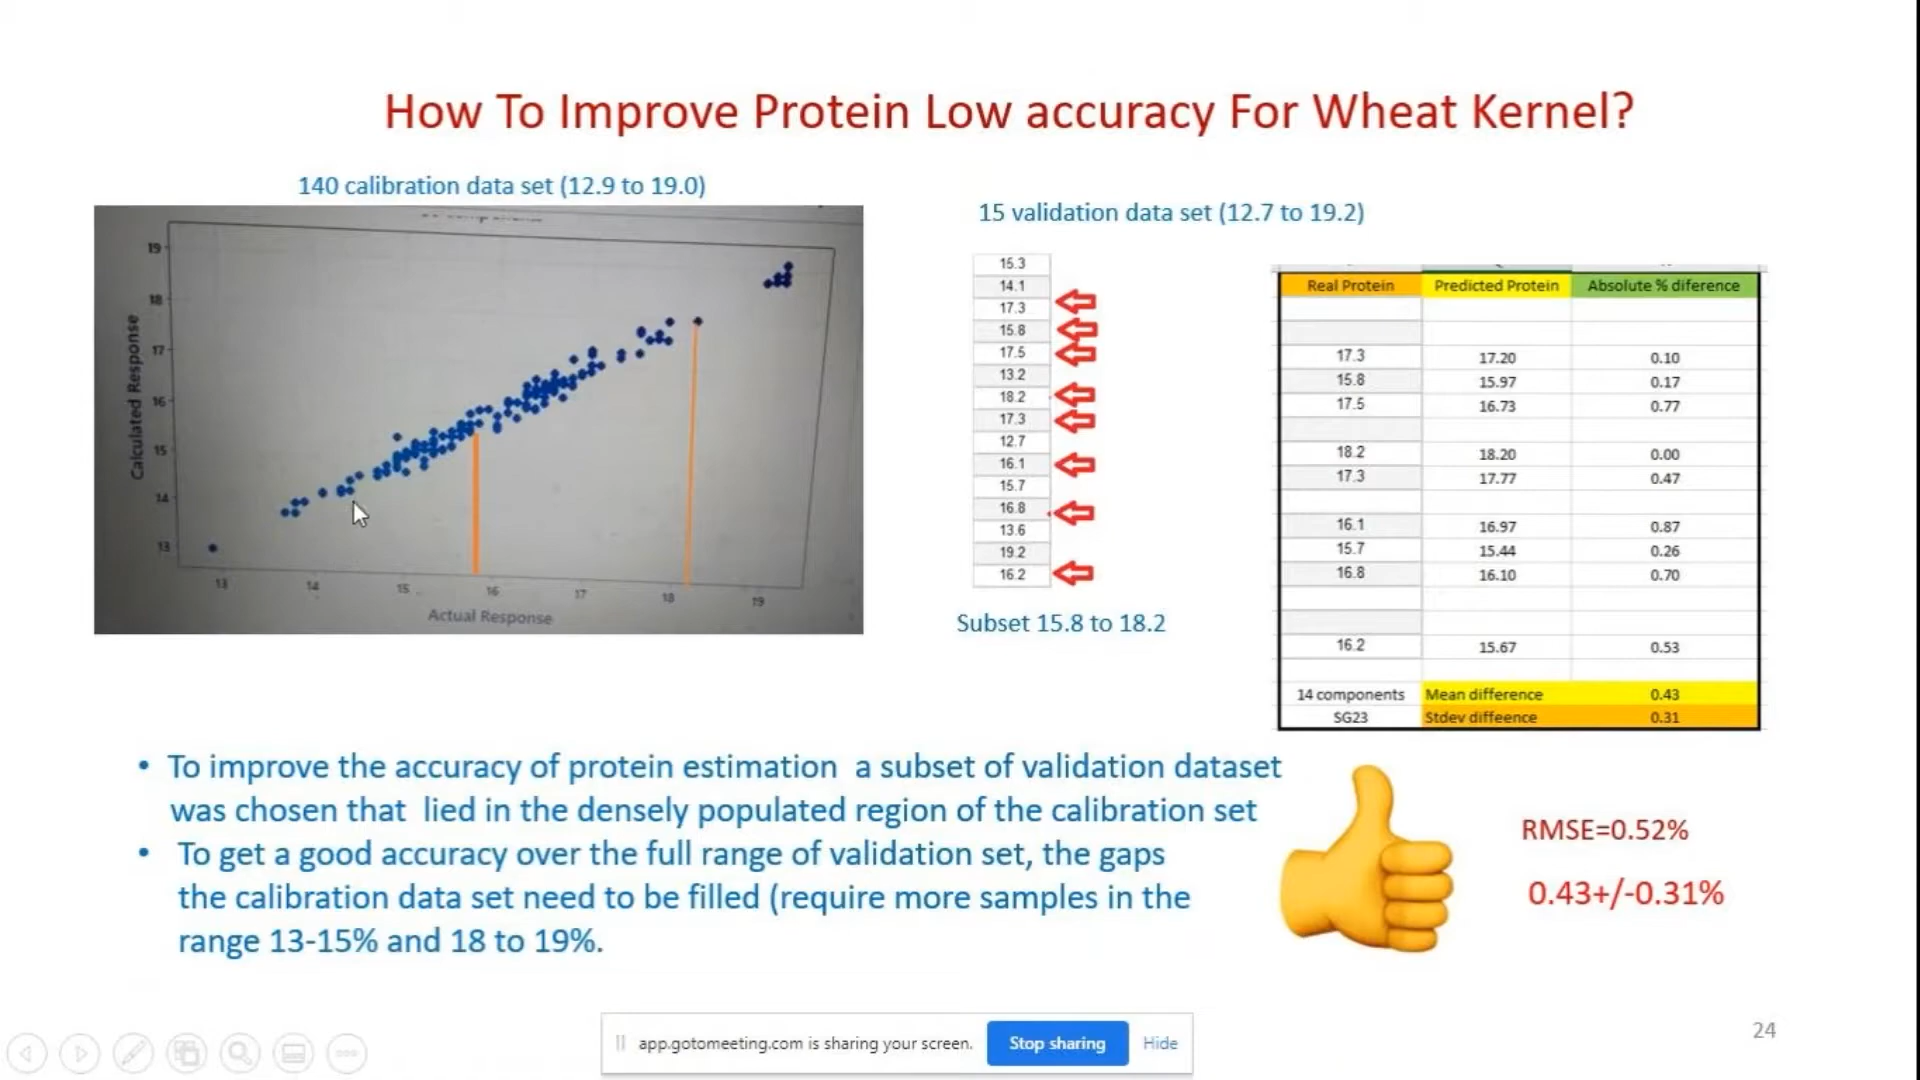 How To Improve Protein Low accuracy For Wheat Kernel?
140 calibration data set (12.9 to 19.0)
19
18
17
16
15
14
13
Calculated Response
13 14 15 16 17 18 19
Actual Response
15 validation data set (12.7 to 19.2)
15.3
14.1
17.3
15.8
17.5
13.2
18.2
17.3
12.7
16.1
15.7
16.8
13.6
19.2
16.2
Subset 15.8 to 18.2
Real Protein Predicted Protein Absolute % diference
17.3 17.20 0.10
15.8 15.97 0.17
17.5 16.73 0.77
18.2 18.20 0.00
17.3 17.77 0.47
16.1 16.97 0.87
15.7 15.44 0.26
16.8 16.10 0.70
16.2 15.67 0.53
14 components Mean difference 0.43
SG23 Stdev diffeence 0.31
• To improve the accuracy of protein estimation a subset of validation dataset
was chosen that lied in the densely populated region of the calibration set
• To get a good accuracy over the full range of validation set, the gaps
the calibration data set need to be filled (require more samples in the
range 13-15% and 18 to 19%.
RMSE=0.52%
0.43+/-0.31%
app.gotomeeting.com is sharing your screen. Stop sharing Hide
24